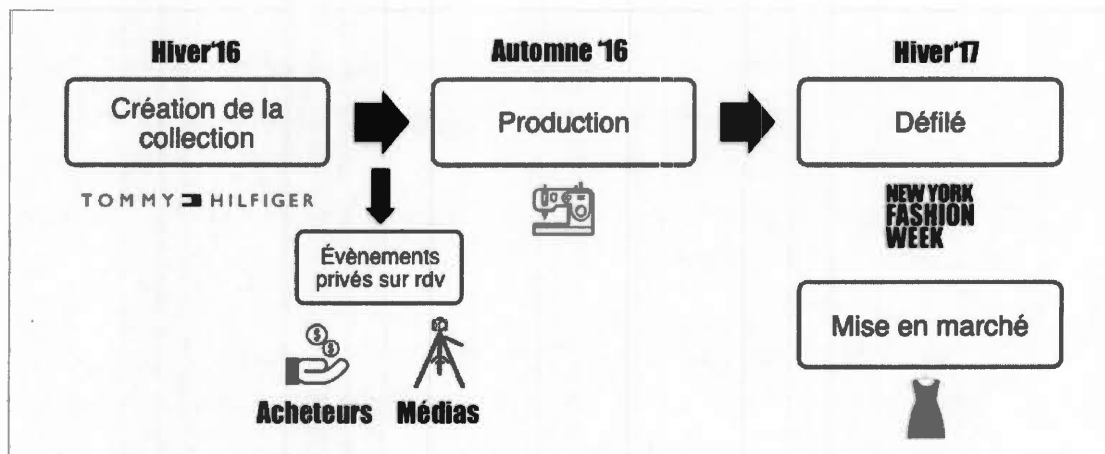 Hiver'16
Automne '16
Hiver'17
Création de la
collection
Production
Défilé
TOMMY HILFIGER
NEW YORK
FASHION
WEEK
Évènements
privés sur rdv
Mise en marché
$
$
Acheteurs
Médias